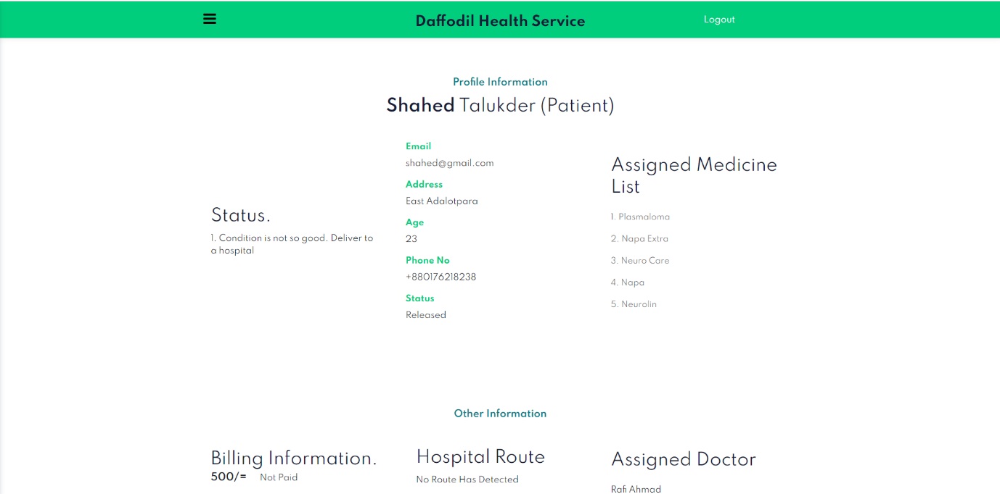 Daffodil Health Service
Logout
Profile Information
Shahed Talukder (Patient)
Status.
1. Condition is not so good. Deliver to
a hospital
Email
shahed@gmail.com
Address
East Adalotpara
Age
23
Phone No
+880176218238
Status
Released
Assigned Medicine
List
1. Plasmaloma
2. Napa Extra
3. Neuro Care
4. Napa
5. Neurolin
Other Information
Billing Information.
500/= Not Paid
Hospital Route
No Route Has Detected
Assigned Doctor
Rafi Ahmad